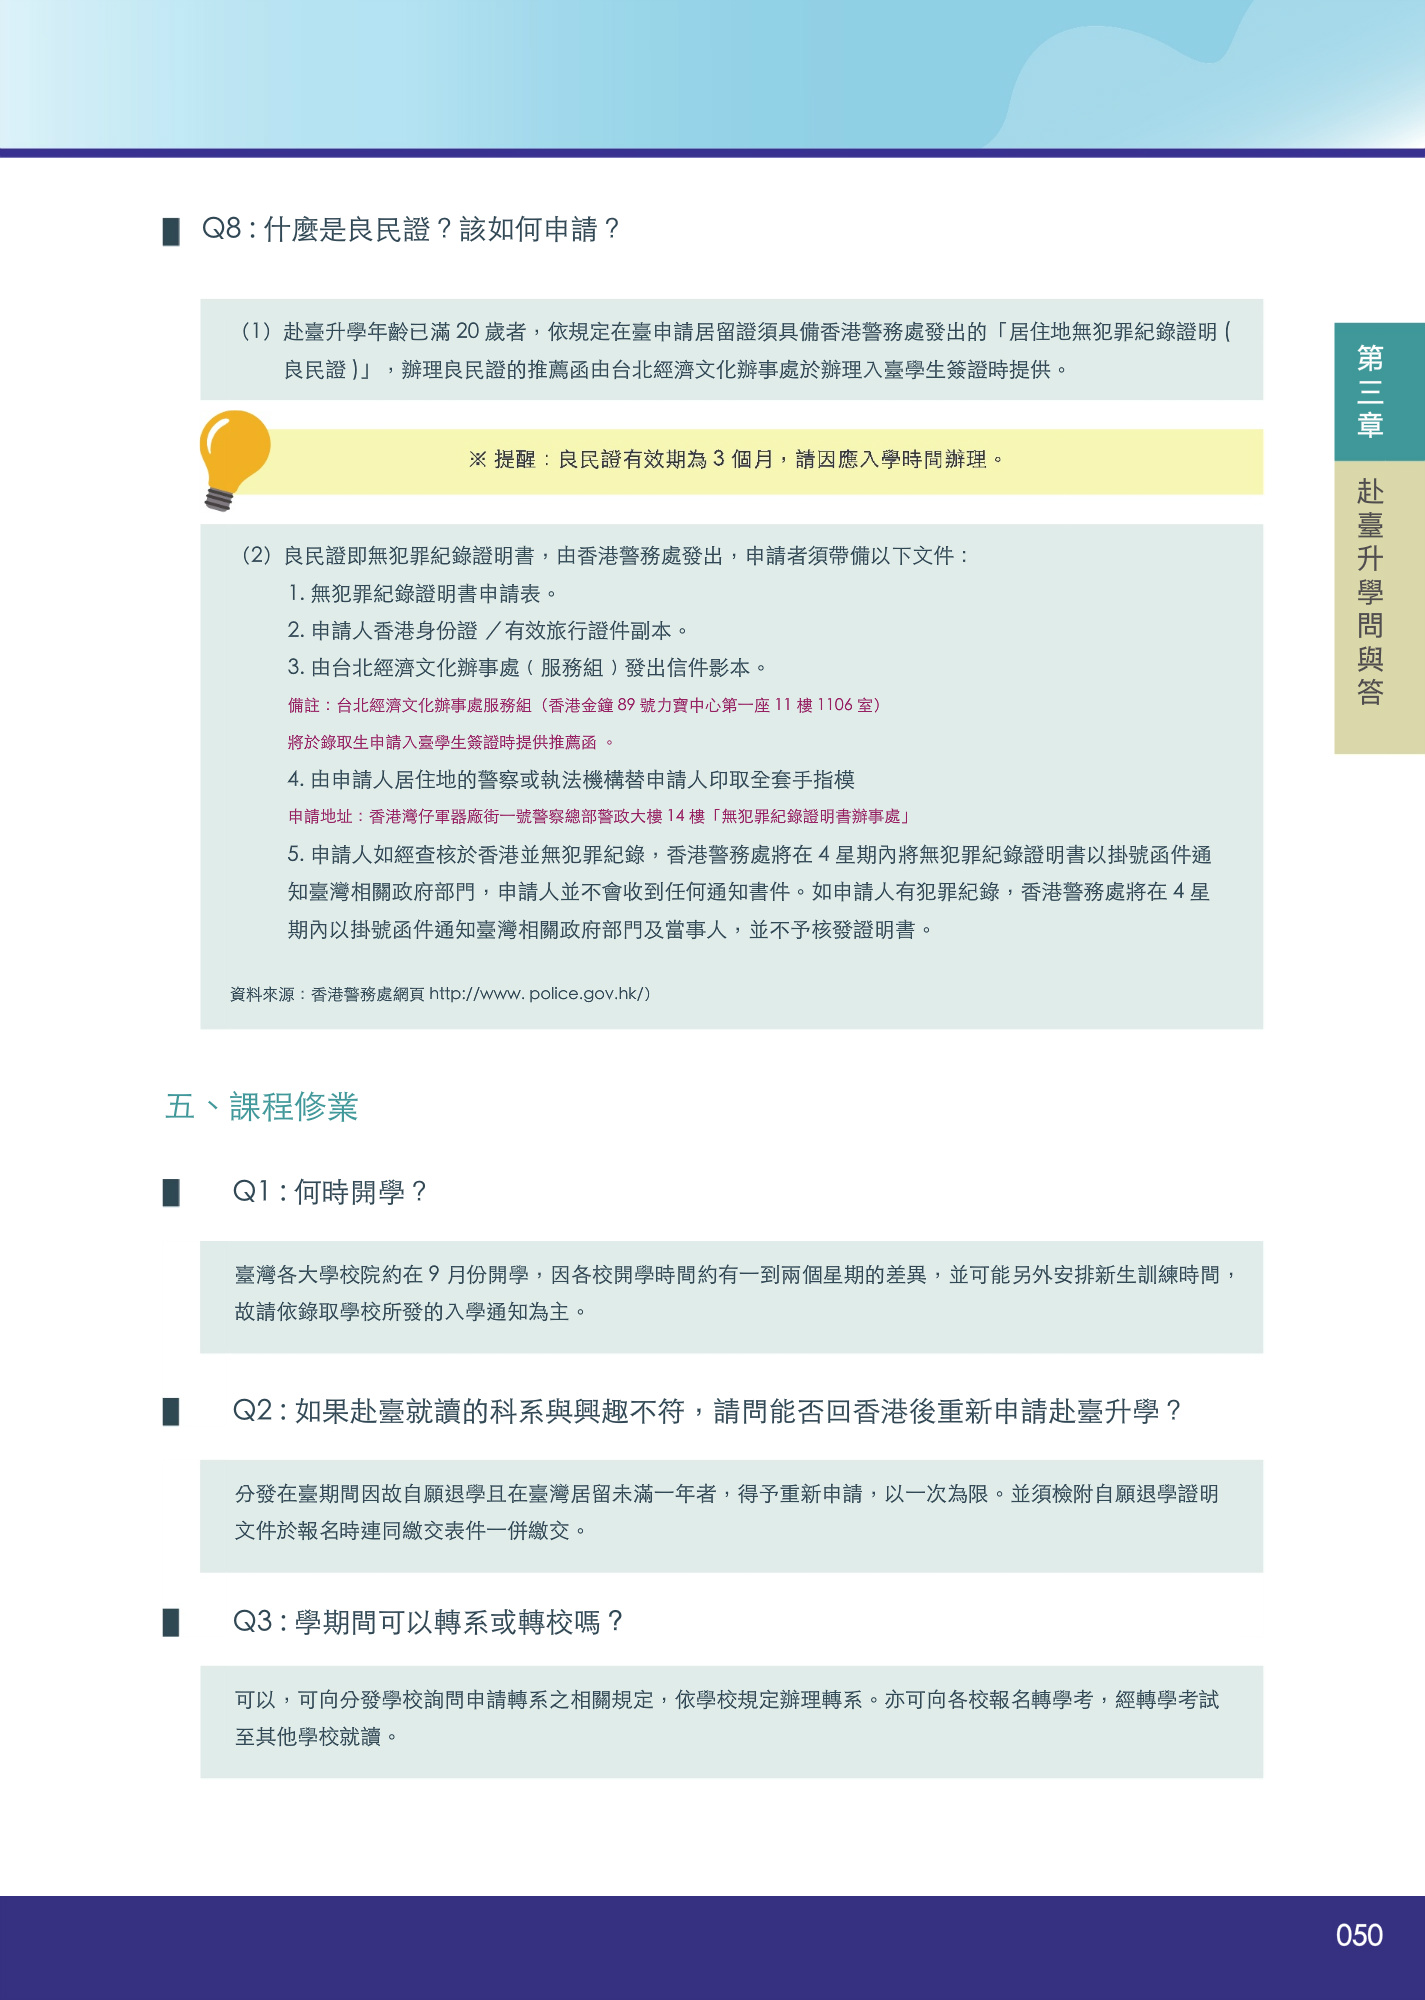 Q8 : 什麼是良民證？該如何申請？
（1）赴臺升學年齡已滿 20 歲者，依規定在臺申請居留證須具備香港警務處發出的「居住地無犯罪紀錄證明 (
良民證 )」，辦理良民證的推薦函由台北經濟文化辦事處於辦理入臺學生簽證時提供。
※ 提醒：良民證有效期為 3 個月，請因應入學時間辦理。
（2）良民證即無犯罪紀錄證明書，由香港警務處發出，申請者須帶備以下文件：
1. 無犯罪紀錄證明書申請表。
2. 申請人香港身份證 ／有效旅行證件副本。
3. 由台北經濟文化辦事處﹙服務組﹚發出信件影本。
備註：台北經濟文化辦事處服務組（香港金鐘 89 號力寶中心第一座 11 樓 1106 室）
將於錄取生申請入臺學生簽證時提供推薦函 。
4. 由申請人居住地的警察或執法機構替申請人印取全套手指模
申請地址：香港灣仔軍器廠街一號警察總部警政大樓 14 樓「無犯罪紀錄證明書辦事處」
5. 申請人如經查核於香港並無犯罪紀錄，香港警務處將在 4 星期內將無犯罪紀錄證明書以掛號函件通
知臺灣相關政府部門，申請人並不會收到任何通知書件。如申請人有犯罪紀錄，香港警務處將在 4 星
期內以掛號函件通知臺灣相關政府部門及當事人，並不予核發證明書。
資料來源：香港警務處網頁 http://www. police.gov.hk/）
五、課程修業
Q1 : 何時開學？
臺灣各大學校院約在 9 月份開學，因各校開學時間約有一到兩個星期的差異，並可能另外安排新生訓練時間，
故請依錄取學校所發的入學通知為主。
Q2 : 如果赴臺就讀的科系與興趣不符，請問能否回香港後重新申請赴臺升學？
分發在臺期間因故自願退學且在臺灣居留未滿一年者，得予重新申請，以一次為限。並須檢附自願退學證明
文件於報名時連同繳交表件一併繳交。
Q3 : 學期間可以轉系或轉校嗎？
可以，可向分發學校詢問申請轉系之相關規定，依學校規定辦理轉系。亦可向各校報名轉學考，經轉學考試
至其他學校就讀。
第三章
赴臺升學問與答
050